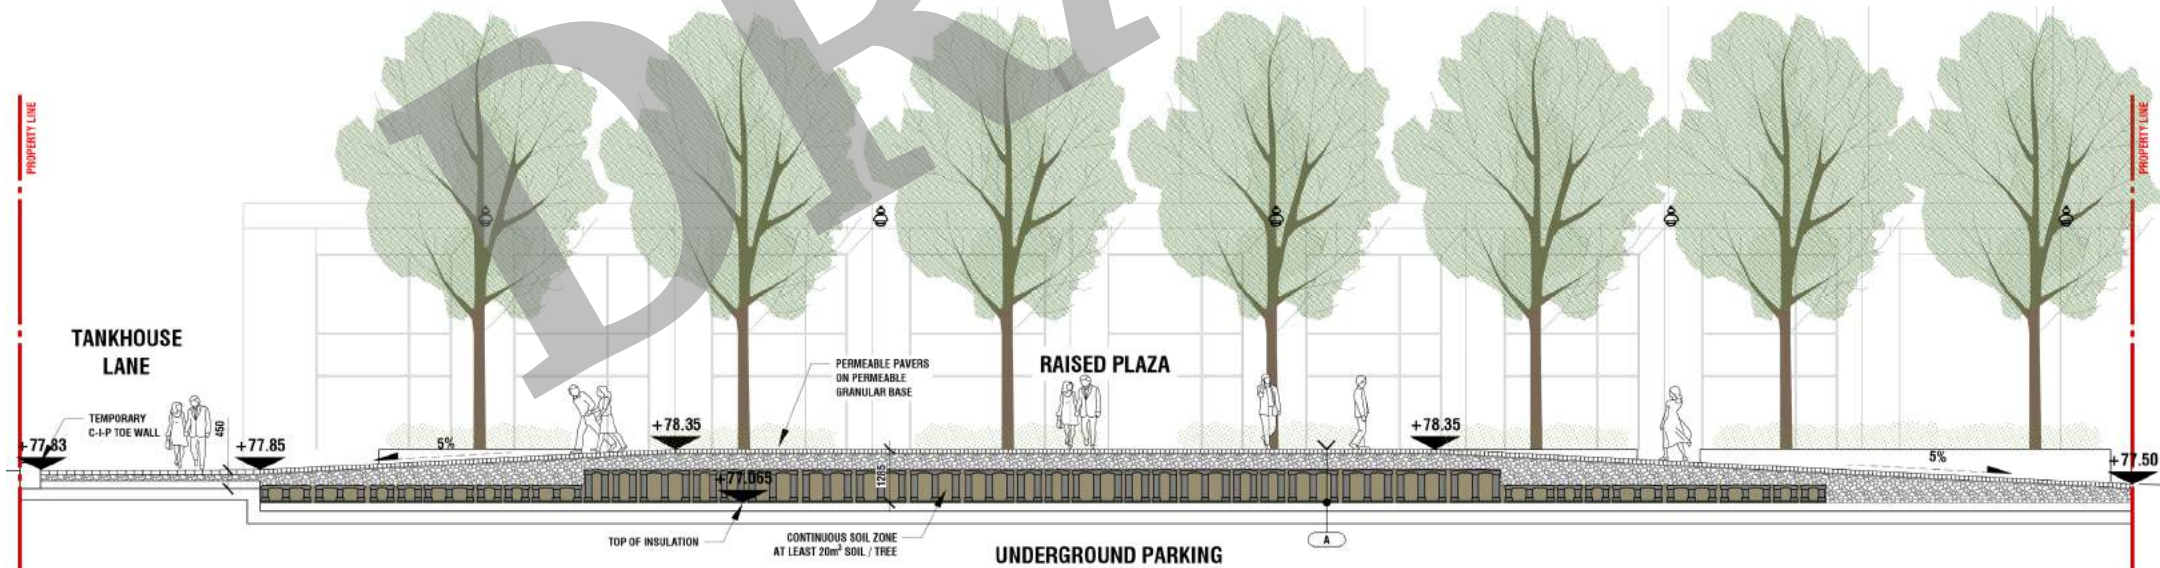 DRA
PROPERTY LINE
PROPERTY LINE
TANKHOUSE
LANE
PERMEABLE PAVERS
ON PERMEABLE
GRANULAR BASE
RAISED PLAZA
TEMPORARY
C-I-P TOE WALL
450
+77.83
+77.85
5%
+78.35
+78.35
5%
+77.50
1285
+77.065
TOP OF INSULATION
CONTINUOUS SOIL ZONE
AT LEAST 20m³ SOIL / TREE
A
UNDERGROUND PARKING